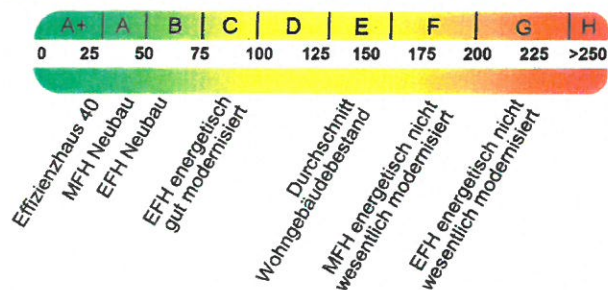 A+ A B C D E F G H
0 25 50 75 100 125 150 175 200 225 >250
Effizienzhaus 40
MFH Neubau
EFH Neubau
EFH energetisch
gut modernisiert
Durchschnitt
Wohngebäudebestand
MFH energetisch nicht
wesentlich modernisiert
EFH energetisch nicht
wesentlich modernisiert